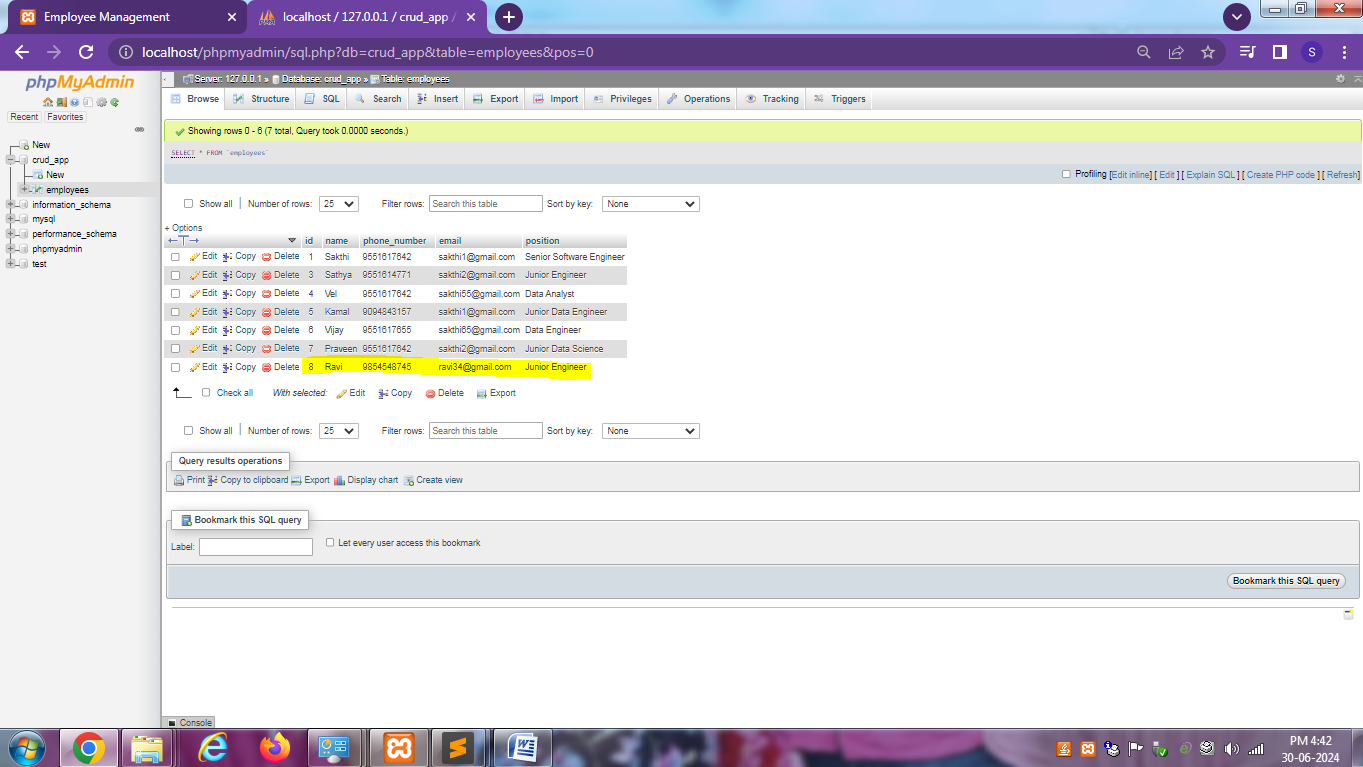 Employee Management
localhost / 127.0.0.1 / crud_app /
localhost/phpmyadmin/sql.php?db=crud_app&table=employees&pos=0
S
phpMyAdmin
Recent Favorites
New
crud_app
New
employees
information_schema
mysql
performance_schema
phpmyadmin
test
Server: 127.0.0.1 » Database: crud_app » Table: employees
Browse Structure SQL Search Insert Export Import Privileges Operations Tracking Triggers
Showing rows 0 - 6 (7 total, Query took 0.0000 seconds.)
SELECT * FROM `employees`
Profiling [Edit inline] [ Edit ] [ Explain SQL ] [ Create PHP code ] [ Refresh]
Show all | Number of rows: 25 Filter rows: Search this table Sort by key: None
+ Options
←T→ id name phone_number email position
Edit Copy Delete 1 Sakthi 9551617642 sakthi1@gmail.com Senior Software Engineer
Edit Copy Delete 3 Sathya 9551614771 sakthi2@gmail.com Junior Engineer
Edit Copy Delete 4 Vel 9551617642 sakthi55@gmail.com Data Analyst
Edit Copy Delete 5 Kamal 9094843157 sakthi1@gmail.com Junior Data Engineer
Edit Copy Delete 6 Vijay 9551617655 sakthi65@gmail.com Data Engineer
Edit Copy Delete 7 Praveen 9551617642 sakthi2@gmail.com Junior Data Science
Edit Copy Delete 8 Ravi 9854548745 ravi34@gmail.com Junior Engineer
Check all With selected: Edit Copy Delete Export
Show all | Number of rows: 25 Filter rows: Search this table Sort by key: None
Query results operations
Print Copy to clipboard Export Display chart Create view
Bookmark this SQL query
Label: Let every user access this bookmark
Bookmark this SQL query
Console
PM 4:42
30-06-2024